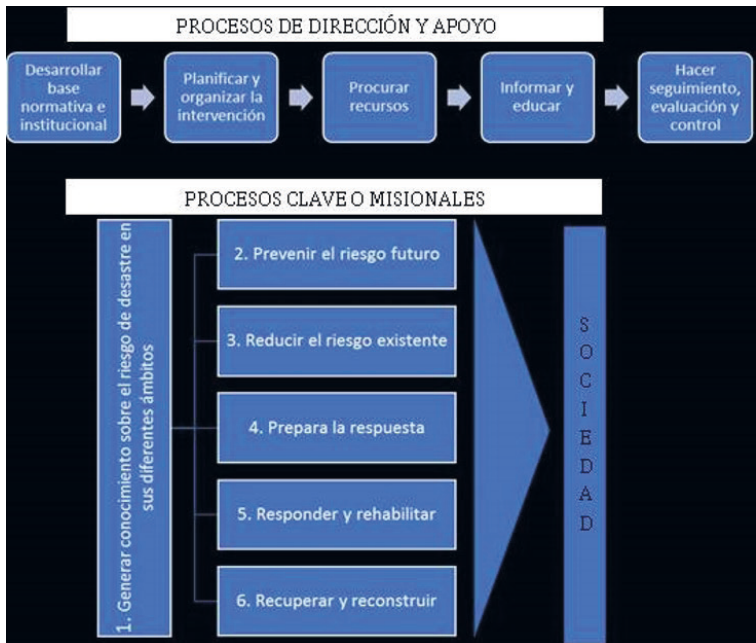 PROCESOS DE DIRECCIÓN Y APOYO
Desarrollar
base
normativa e
institucional
Planificar y
organizar la
intervención
Procurar
recursos
Informar y
educar
Hacer
seguimiento,
evaluación y
control
PROCESOS CLAVE O MISIONALES
1. Generar conocimiento sobre el riesgo de desastre en
sus diferentes ámbitos
2. Prevenir el riesgo futuro
3. Reducir el riesgo existente
4. Prepara la respuesta
5. Responder y rehabilitar
6. Recuperar y reconstruir
SOCIEDAD